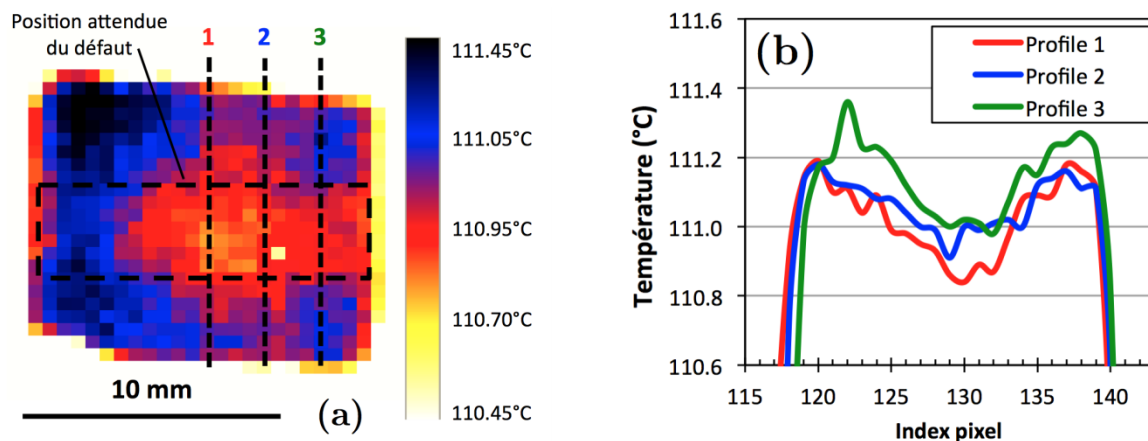 Position attendue
du défaut
1 2 3
111.45°C
111.05°C
110.95°C
110.70°C
110.45°C
10 mm
(a)
(b)
Profile 1
Profile 2
Profile 3
Température (°C)
111.6
111.4
111.2
111.0
110.8
110.6
115 120 125 130 135 140
Index pixel